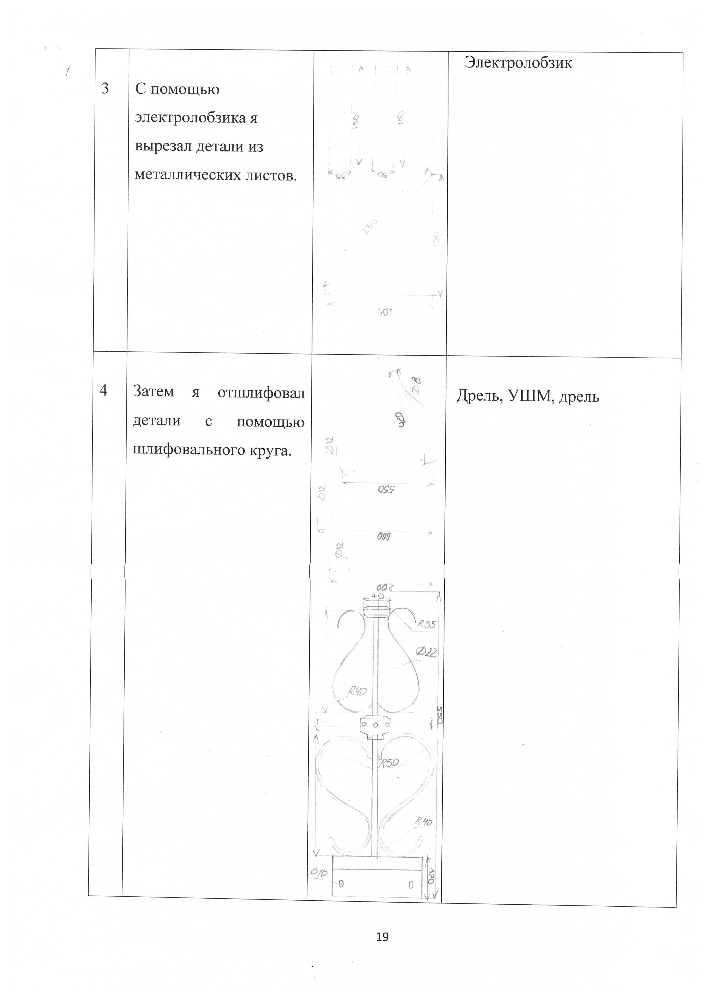 Электролобзик
3
С помощью
электролобзика я
вырезал детали из
металлических листов.
150
150
35
50
250
150
200
4
Затем я отшлифовал
детали с помощью
шлифовального круга.
Дрель, УШМ, дрель
Ø8
420
Ø12
550
Ø12
660
Ø12
200
40
R35
Ø22
R40
550
R50
R40
Ø10
120
19